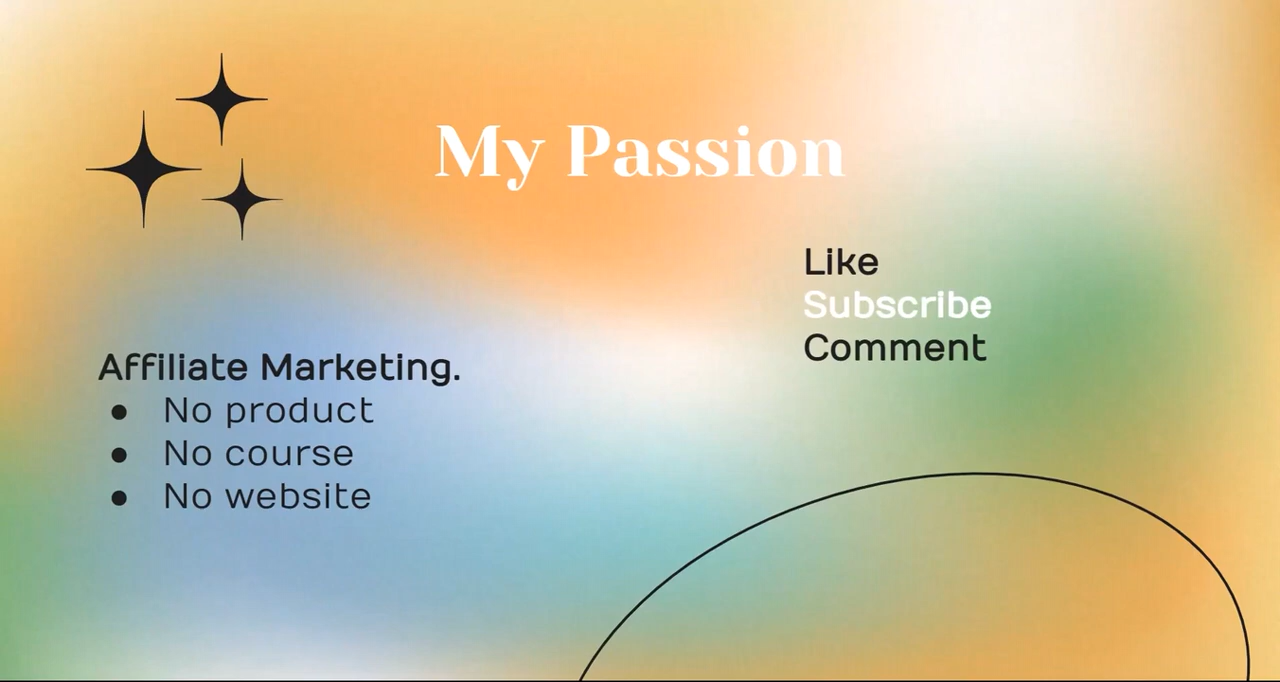 My Passion
Like
Subscribe
Comment
Affiliate Marketing.
● No product
● No course
● No website